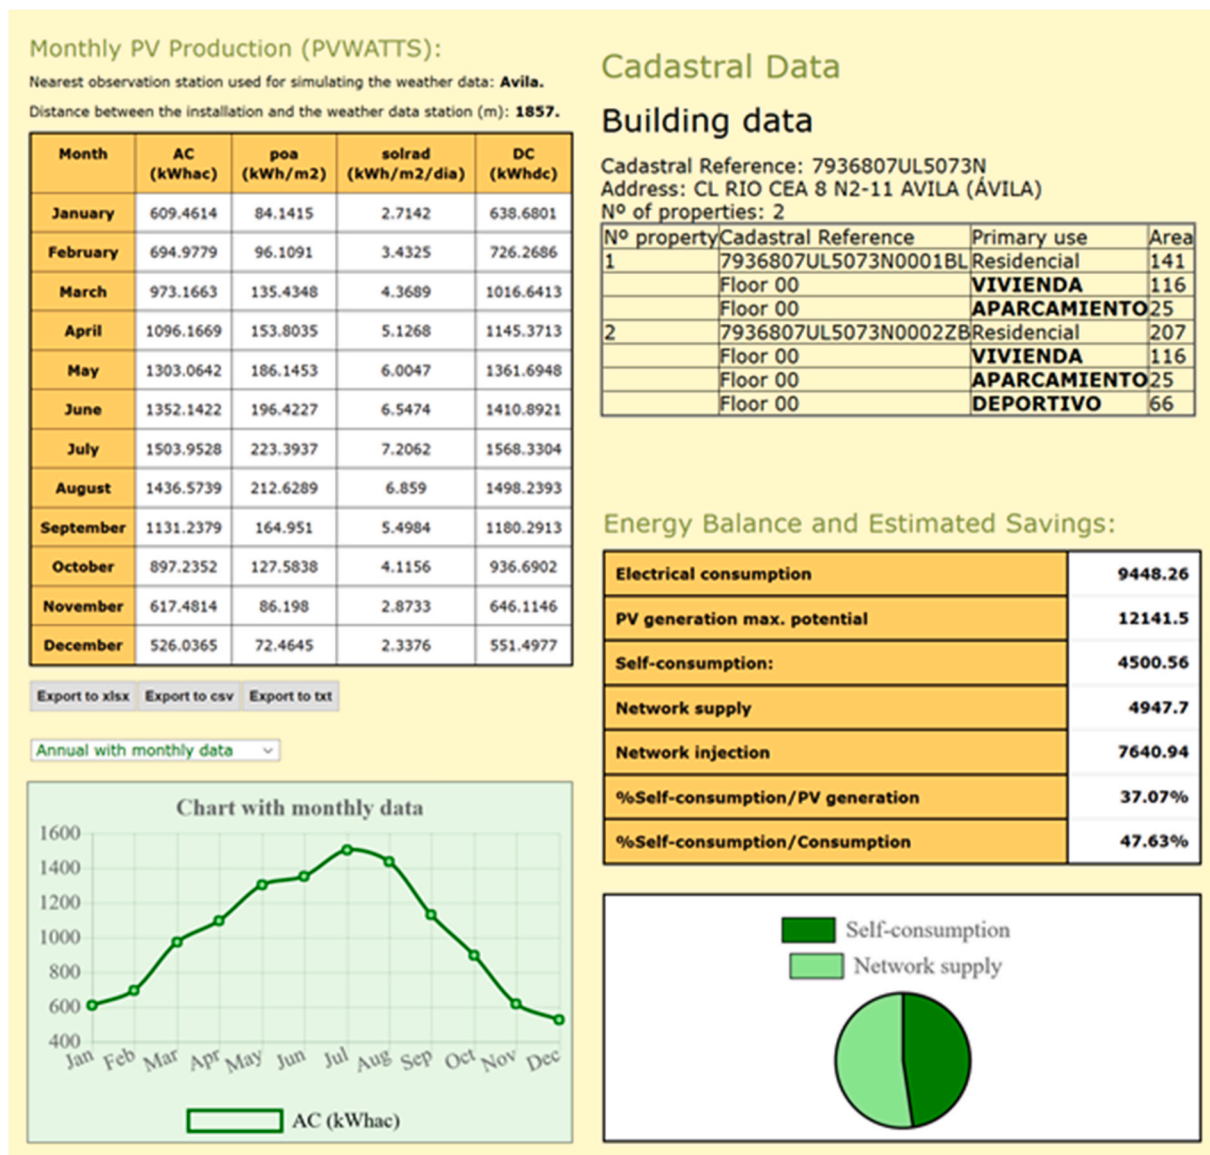 Monthly PV Production (PVWATTS):
Nearest observation station used for simulating the weather data: Avila.
Distance between the installation and the weather data station (m): 1857.
Month AC (kWhac) poa (kWh/m2) solrad (kWh/m2/dia) DC (kWhdc)
January 609.4614 84.1415 2.7142 638.6801
February 694.9779 96.1091 3.4325 726.2686
March 973.1663 135.4348 4.3689 1016.6413
April 1096.1669 153.8035 5.1268 1145.3713
May 1303.0642 186.1453 6.0047 1361.6948
June 1352.1422 196.4227 6.5474 1410.8921
July 1503.9528 223.3937 7.2062 1568.3304
August 1436.5739 212.6289 6.859 1498.2393
September 1131.2379 164.951 5.4984 1180.2913
October 897.2352 127.5838 4.1156 936.6902
November 617.4814 86.198 2.8733 646.1146
December 526.0365 72.4645 2.3376 551.4977
Export to xlsx Export to csv Export to txt
Annual with monthly data
Chart with monthly data
1600
1400
1200
1000
800
600
400
Jan Feb Mar Apr May Jun Jul Aug Sep Oct Nov Dec
AC (kWhac)
Cadastral Data
Building data
Cadastral Reference: 7936807UL5073N
Address: CL RIO CEA 8 N2-11 AVILA (ÁVILA)
Nº of properties: 2
Nº property Cadastral Reference Primary use Area
1 7936807UL5073N0001BL Residencial 141
Floor 00 VIVIENDA 116
Floor 00 APARCAMIENTO 25
2 7936807UL5073N0002ZB Residencial 207
Floor 00 VIVIENDA 116
Floor 00 APARCAMIENTO 25
Floor 00 DEPORTIVO 66
Energy Balance and Estimated Savings:
Electrical consumption 9448.26
PV generation max. potential 12141.5
Self-consumption: 4500.56
Network supply 4947.7
Network injection 7640.94
%Self-consumption/PV generation 37.07%
%Self-consumption/Consumption 47.63%
Self-consumption
Network supply